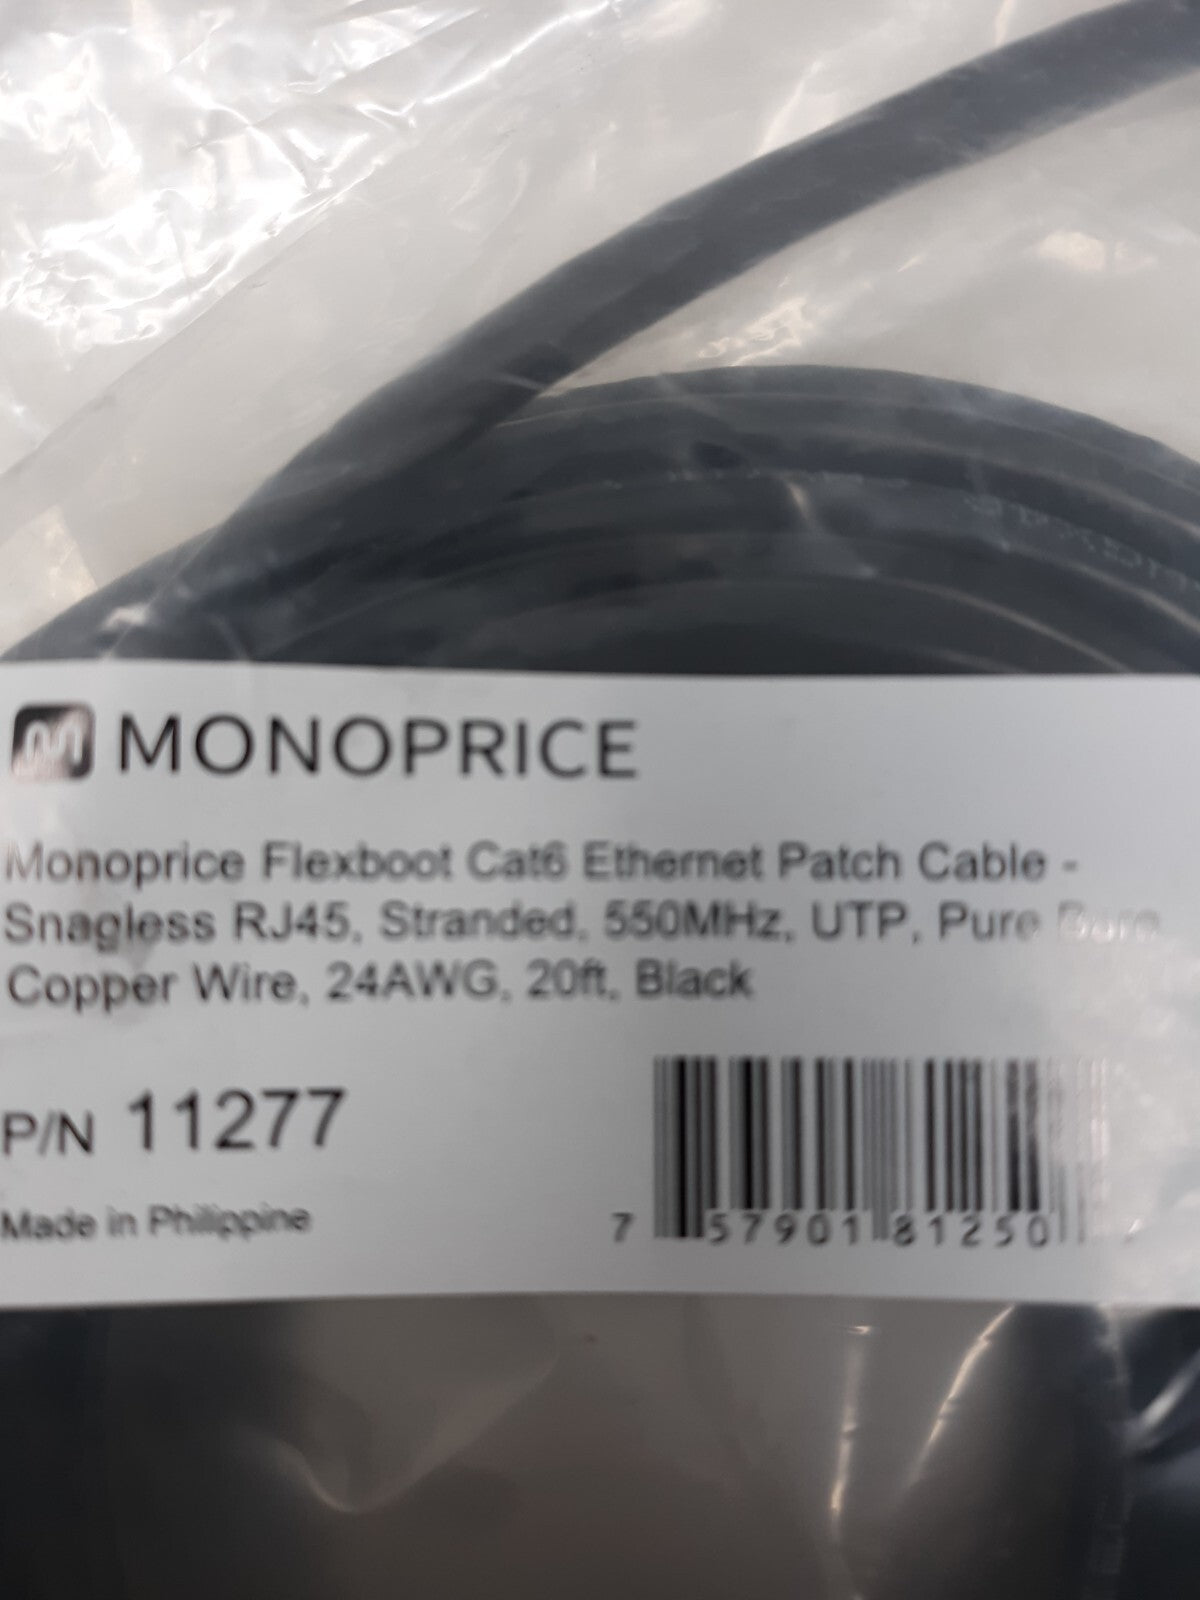 MONOPRICE
Monoprice Flexboot Cat6 Ethernet Patch Cable -
Snagless RJ45, Stranded, 550MHz, UTP, Pure Bare
Copper Wire, 24AWG, 20ft, Black
P/N 11277
Made in Philippine
7 57901 81250